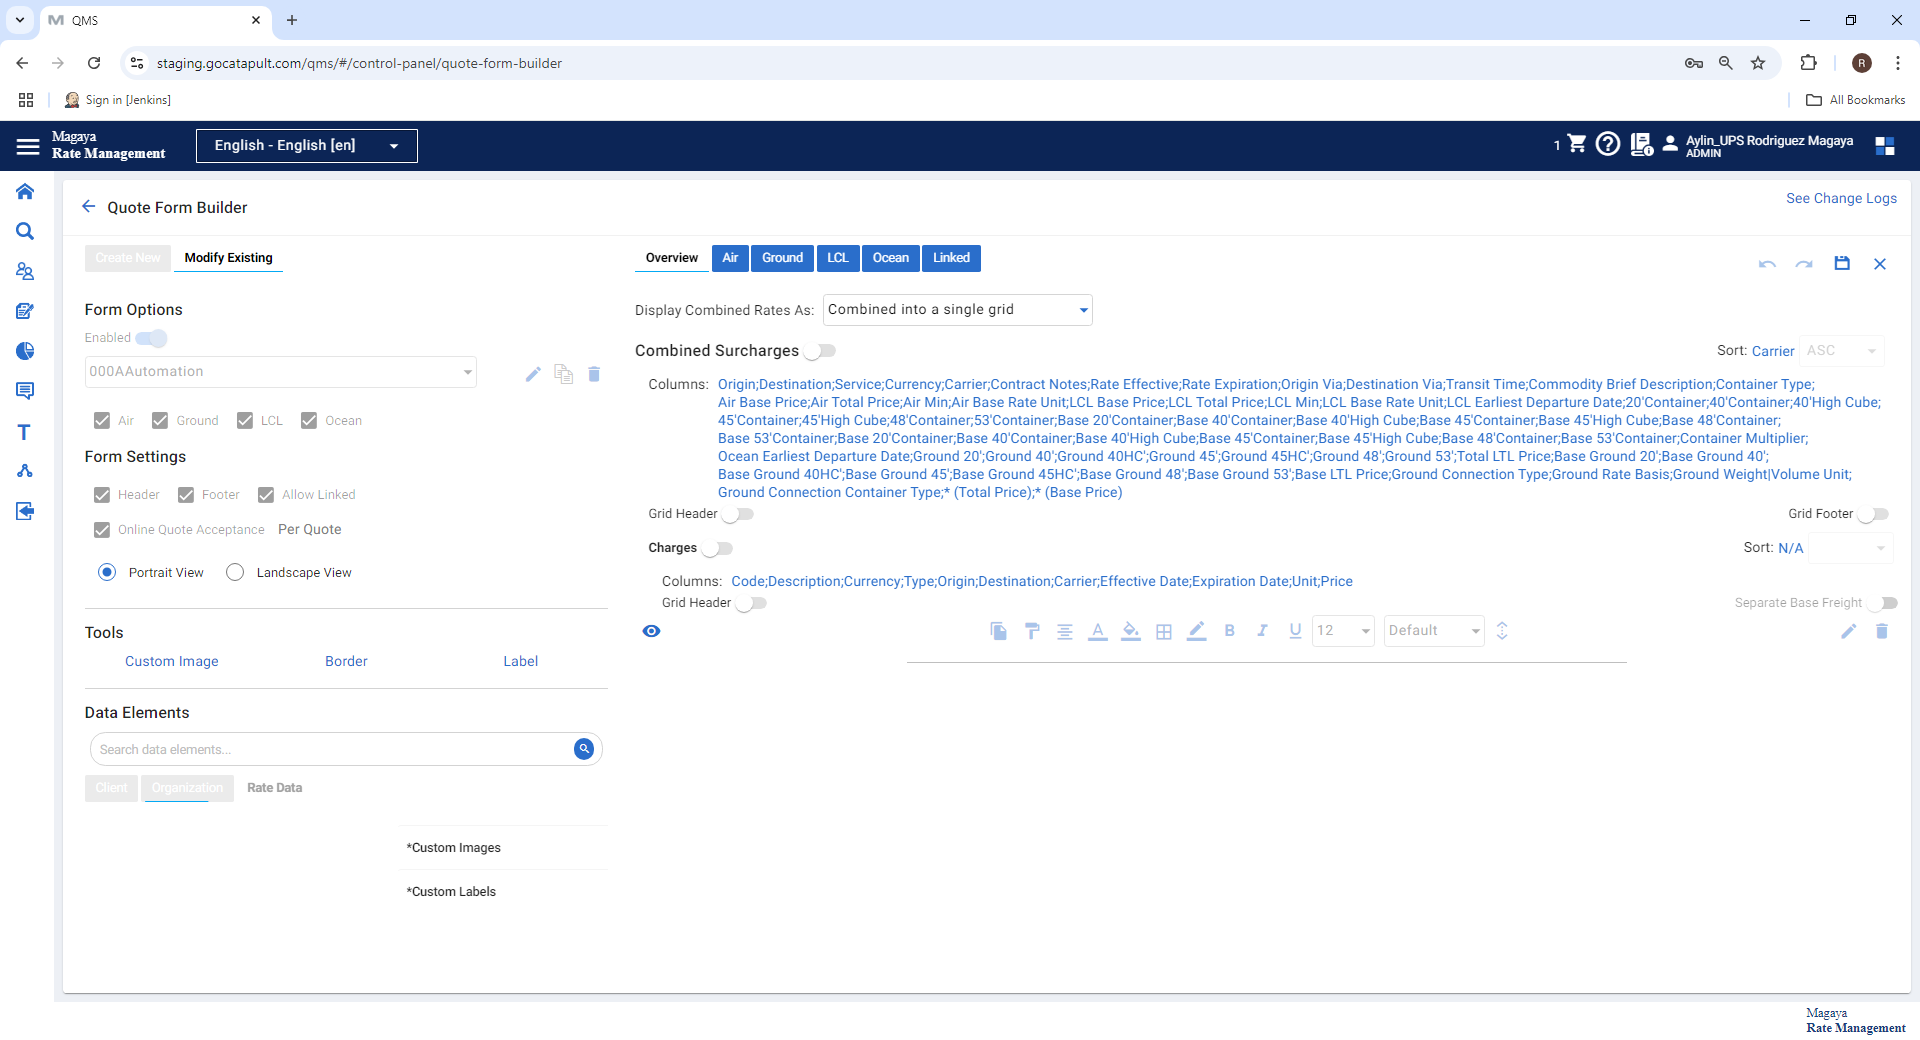 QMS
staging.gocatapult.com/qms/#/control-panel/quote-form-builder
R
Sign in [Jenkins]
All Bookmarks
Magaya
Rate Management
English - English [en]
1
Aylin_UPS Rodriguez Magaya
ADMIN
Quote Form Builder
See Change Logs
Create New
Modify Existing
Overview
Air
Ground
LCL
Ocean
Linked
Form Options
Display Combined Rates As:
Combined into a single grid
Enabled
Combined Surcharges
Sort: Carrier
ASC
000AAutomation
Columns:
Origin;Destination;Service;Currency;Carrier;Contract Notes;Rate Effective;Rate Expiration;Origin Via;Destination Via;Transit Time;Commodity Brief Description;Container Type;
Air Base Price;Air Total Price;Air Min;Air Base Rate Unit;LCL Base Price;LCL Total Price;LCL Min;LCL Base Rate Unit;LCL Earliest Departure Date;20'Container;40'Container;40'High Cube;
45'Container;45'High Cube;48'Container;53'Container;Base 20'Container;Base 40'Container;Base 40'High Cube;Base 45'Container;Base 45'High Cube;Base 48'Container;
Base 53'Container;Base 20'Container;Base 40'Container;Base 40'High Cube;Base 45'Container;Base 45'High Cube;Base 48'Container;Base 53'Container;Container Multiplier;
Ocean Earliest Departure Date;Ground 20';Ground 40';Ground 40HC';Ground 45';Ground 45HC';Ground 48';Ground 53';Total LTL Price;Base Ground 20';Base Ground 40';
Base Ground 40HC';Base Ground 45';Base Ground 45HC';Base Ground 48';Base Ground 53';Base LTL Price;Ground Connection Type;Ground Rate Basis;Ground Weight|Volume Unit;
Ground Connection Container Type;* (Total Price);* (Base Price)
Air
Ground
LCL
Ocean
Form Settings
Header
Footer
Allow Linked
Grid Header
Grid Footer
Online Quote Acceptance
Per Quote
Charges
Sort: N/A
Portrait View
Landscape View
Columns:
Code;Description;Currency;Type;Origin;Destination;Carrier;Effective Date;Expiration Date;Unit;Price
Grid Header
Separate Base Freight
A
B
I
U
12
Default
Tools
Custom Image
Border
Label
Data Elements
Search data elements...
Client
Organization
Rate Data
*Custom Images
*Custom Labels
Magaya
Rate Management